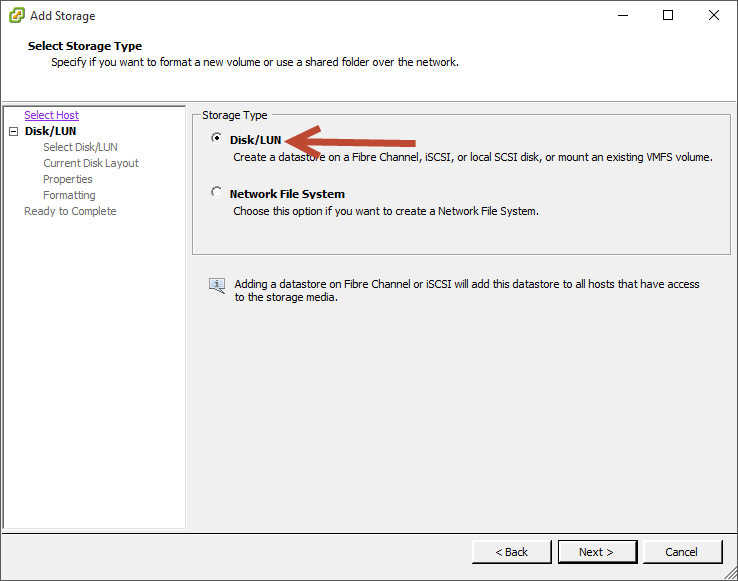 Add Storage
Select Storage Type
Specify if you want to format a new volume or use a shared folder over the network.
Select Host
Disk/LUN
Select Disk/LUN
Current Disk Layout
Properties
Formatting
Ready to Complete
Storage Type
Disk/LUN
Create a datastore on a Fibre Channel, iSCSI, or local SCSI disk, or mount an existing VMFS volume.
Network File System
Choose this option if you want to create a Network File System.
Adding a datastore on Fibre Channel or iSCSI will add this datastore to all hosts that have access
to the storage media.
< Back
Next >
Cancel